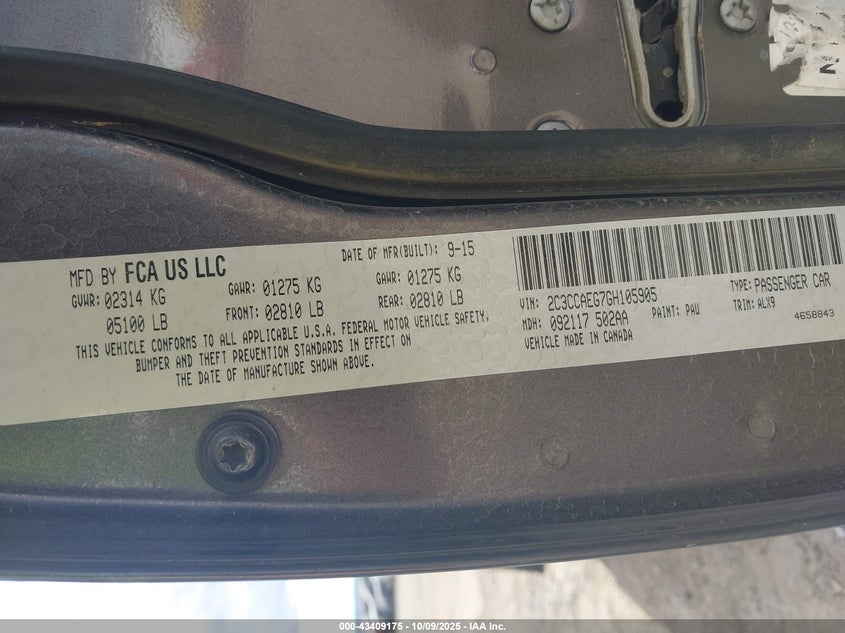 MFD BY FCA US LLC
DATE OF MFR(BUILT): 9-15
GVWR: 02314 KG
05100 LB
GAWR: 01275 KG
FRONT: 02810 LB
GAWR: 01275 KG
REAR: 02810 LB
THIS VEHICLE CONFORMS TO ALL APPLICABLE U.S.A. FEDERAL MOTOR VEHICLE SAFETY,
BUMPER AND THEFT PREVENTION STANDARDS IN EFFECT ON
THE DATE OF MANUFACTURE SHOWN ABOVE.
VIN: 2C3CCAEG7GH105905
TYPE: PASSENGER CAR
MDH: 092117 502AA
PAINT: PAU
TRIM: ALX9
VEHICLE MADE IN CANADA
4658843
N
000-43409175 - 10/09/2025 - IAA Inc.